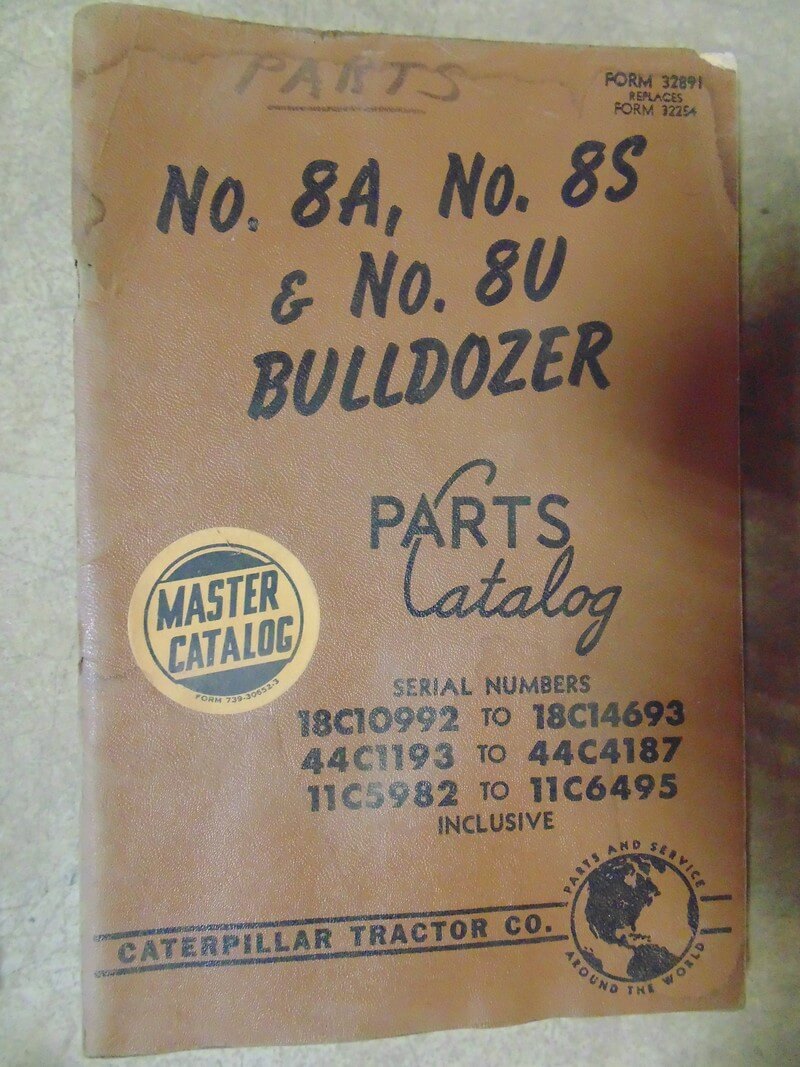 PARTS
FORM 32891
REPLACES
FORM 32254
No. 8A, No. 8S
& No. 8U
BULLDOZER
PARTS
Catalog
MASTER
CATALOG
FORM 739-30652-3
SERIAL NUMBERS
18C10992 TO 18C14693
44C1193 TO 44C4187
11C5982 TO 11C6495
INCLUSIVE
CATERPILLAR TRACTOR CO.
PARTS AND SERVICE
AROUND THE WORLD